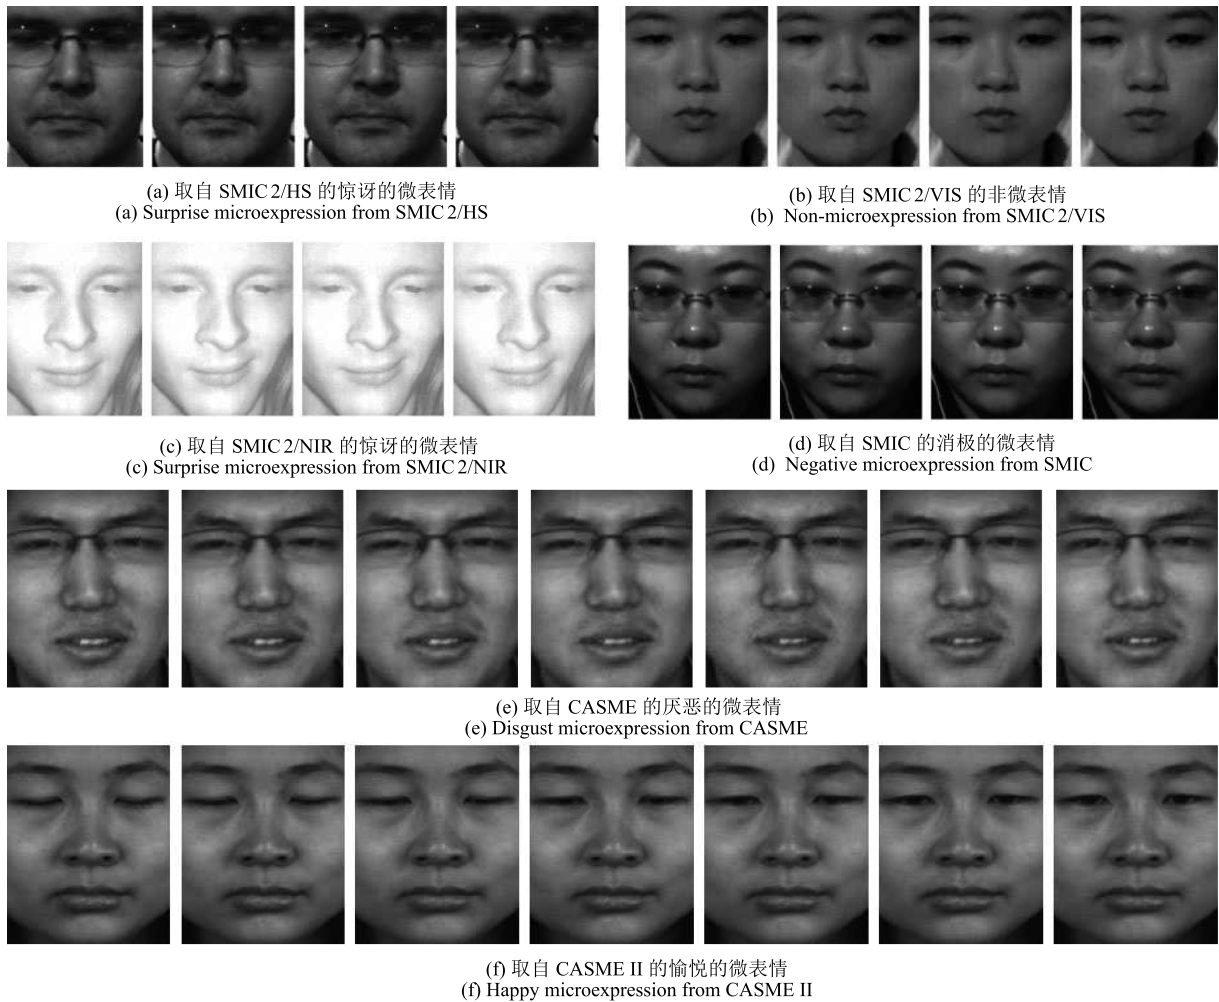 (a) 取自 SMIC 2/HS 的惊讶的微表情
(a) Surprise microexpression from SMIC 2/HS
(b) 取自 SMIC 2/VIS 的非微表情
(b) Non-microexpression from SMIC 2/VIS
(c) 取自 SMIC 2/NIR 的惊讶的微表情
(c) Surprise microexpression from SMIC 2/NIR
(d) 取自 SMIC 的消极的微表情
(d) Negative microexpression from SMIC
(e) 取自 CASME 的厌恶的微表情
(e) Disgust microexpression from CASME
(f) 取自 CASME II 的愉悦的微表情
(f) Happy microexpression from CASME II